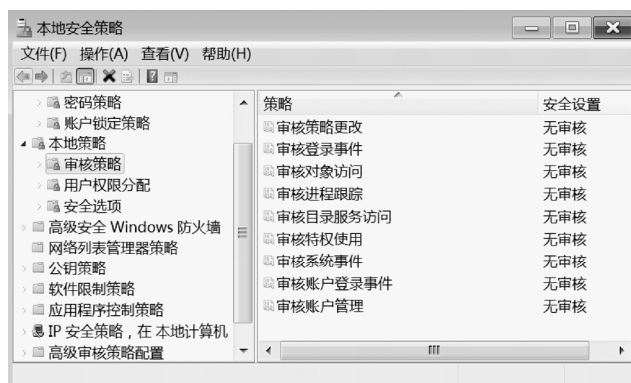 本地安全策略
文件(F) 操作(A) 查看(V) 帮助(H)
密码策略
账户锁定策略
本地策略
审核策略
用户权限分配
安全选项
高级安全 Windows 防火墙
网络列表管理器策略
公钥策略
软件限制策略
应用程序控制策略
IP 安全策略，在 本地计算机
高级审核策略配置
策略 安全设置
审核策略更改 无审核
审核登录事件 无审核
审核对象访问 无审核
审核进程跟踪 无审核
审核目录服务访问 无审核
审核特权使用 无审核
审核系统事件 无审核
审核账户登录事件 无审核
审核账户管理 无审核